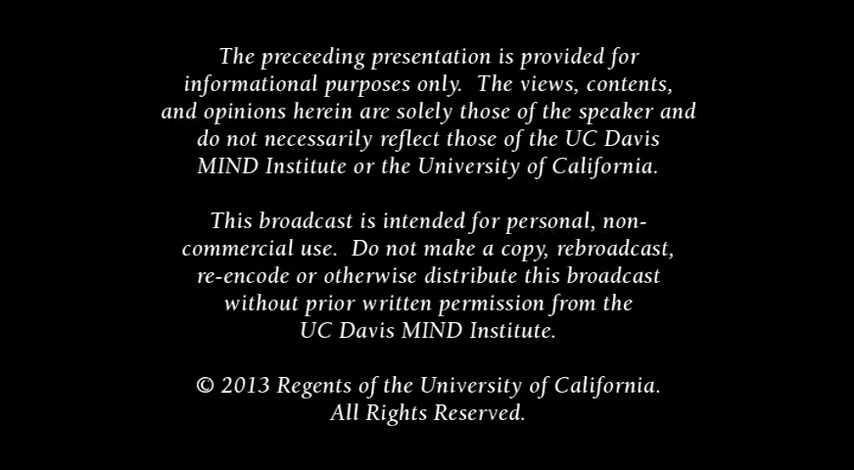 The preceeding presentation is provided for
informational purposes only.  The views, contents,
and opinions herein are solely those of the speaker and
do not necessarily reflect those of the UC Davis
MIND Institute or the University of California.
This broadcast is intended for personal, non-
commercial use.  Do not make a copy, rebroadcast,
re-encode or otherwise distribute this broadcast
without prior written permission from the
UC Davis MIND Institute.
© 2013 Regents of the University of California.
All Rights Reserved.